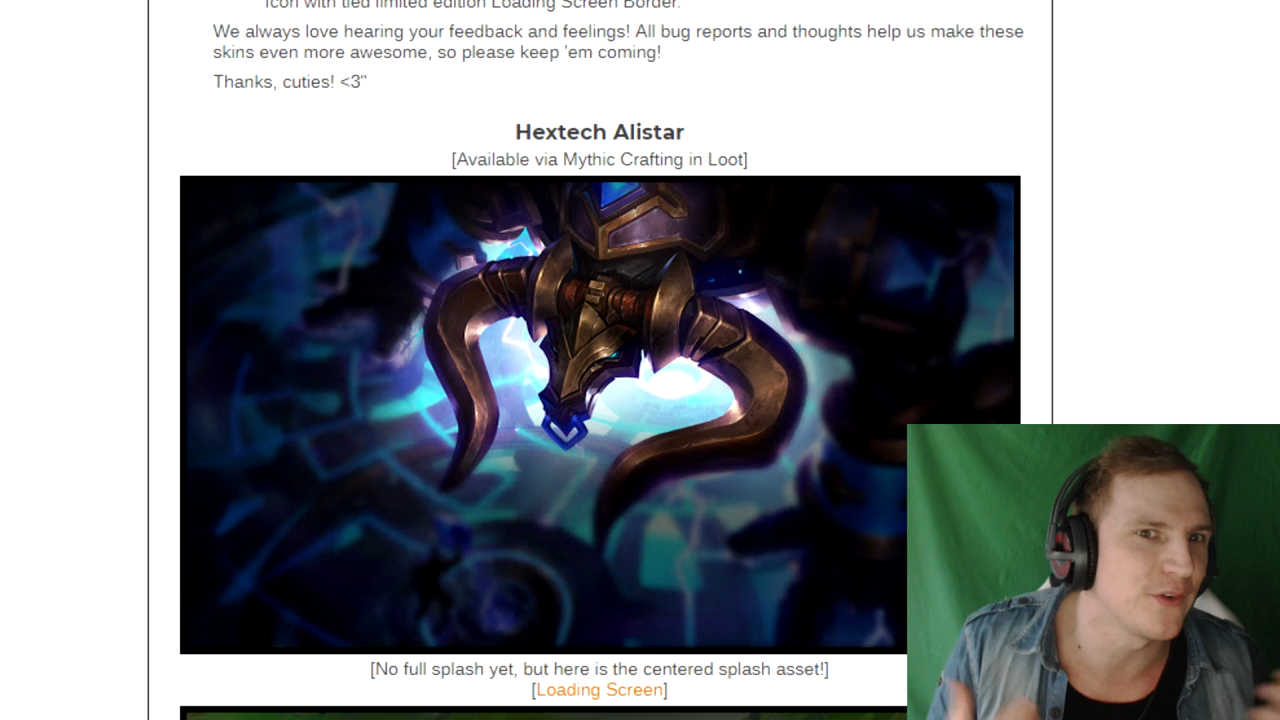 Icon with tied limited edition Loading Screen Border.
We always love hearing your feedback and feelings! All bug reports and thoughts help us make these
skins even more awesome, so please keep 'em coming!
Thanks, cuties! <3"
Hextech Alistar
[Available via Mythic Crafting in Loot]
[No full splash yet, but here is the centered splash asset!]
[Loading Screen]